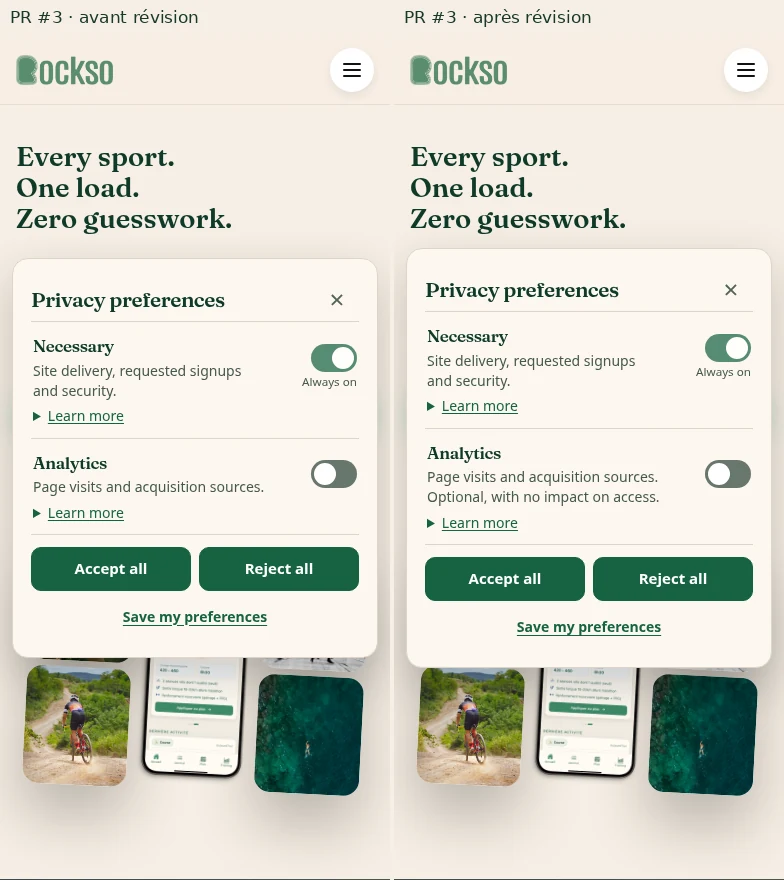 PR #3 · avant révision
Bockso
Every sport.
One load.
Zero guesswork.
Privacy preferences
Necessary
Site delivery, requested signups
and security.
Always on
Learn more
Analytics
Page visits and acquisition sources.
Learn more
Accept all
Reject all
Save my preferences
PR #3 · après révision
Bockso
Every sport.
One load.
Zero guesswork.
Privacy preferences
Necessary
Site delivery, requested signups
and security.
Always on
Learn more
Analytics
Page visits and acquisition sources.
Optional, with no impact on access.
Learn more
Accept all
Reject all
Save my preferences